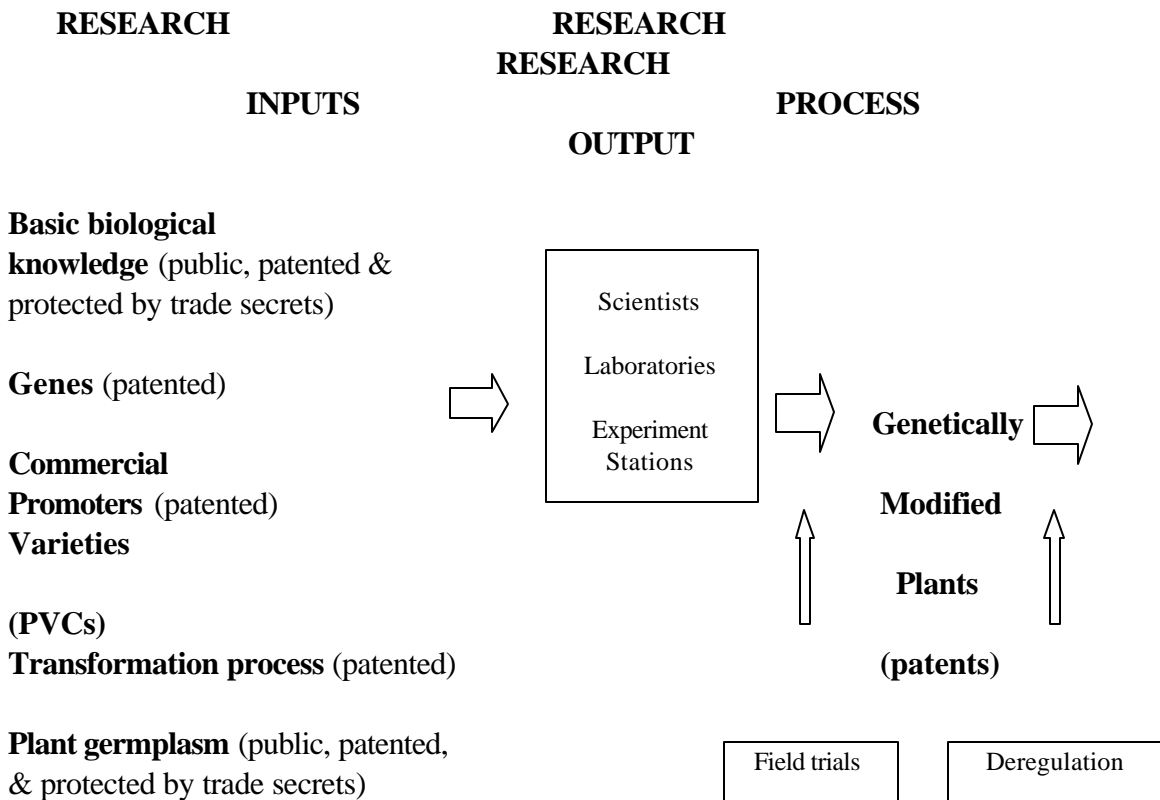 RESEARCH RESEARCH
RESEARCH
INPUTS PROCESS
OUTPUT
Basic biological
knowledge (public, patented &
protected by trade secrets)
Genes (patented)
Commercial
Promoters (patented)
Varieties
(PVCs)
Transformation process (patented)
Plant germplasm (public, patented,
& protected by trade secrets)
Scientists
Laboratories
Experiment
Stations
Genetically
Modified
Plants
(patents)
Field trials
Deregulation